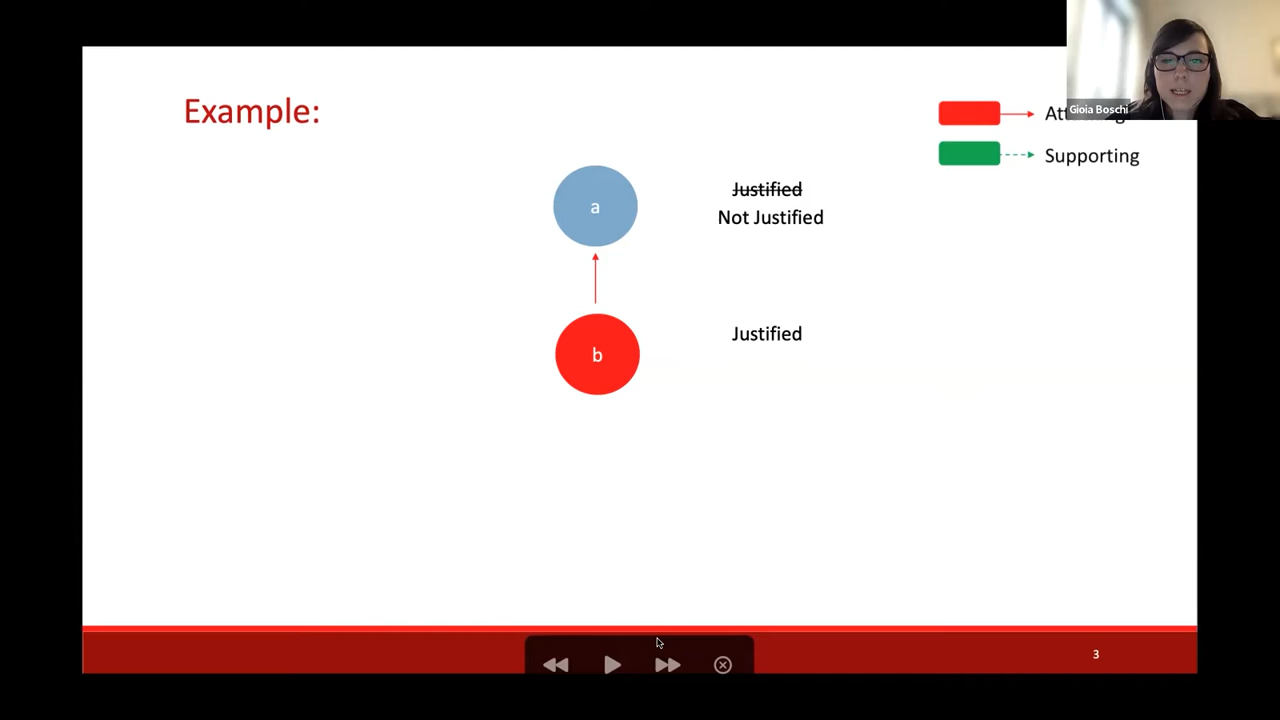 Example:
Gioia Boschi
Supporting
a
Justified
Not Justified
b
Justified
3